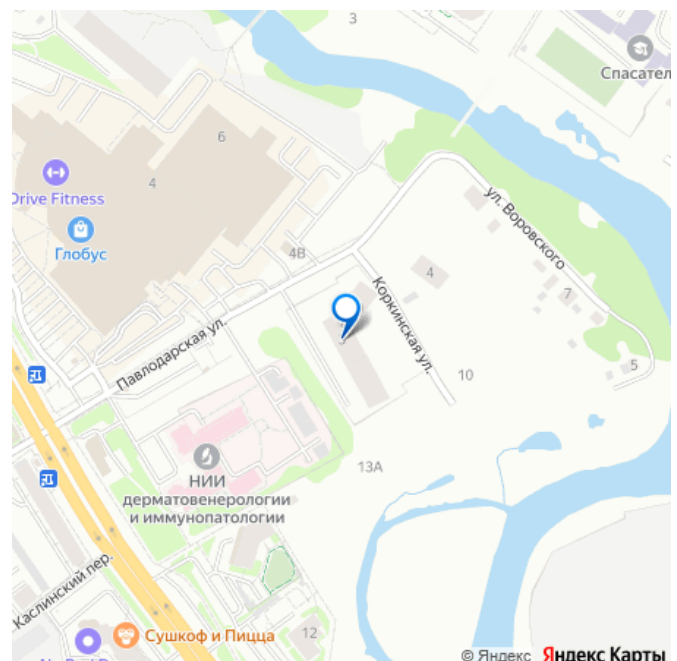 3
Спасател
6
4
Drive Fitness
Глобус
4В
ул. Воровского
4
7
Павлодарская ул.
Коркинская ул.
5
10
13А
НИИ
дерматовенерологии
и иммунопатологии
Каслинский пер.
Сушкоф и Пицца
12
© Яндекс Яндекс Карты